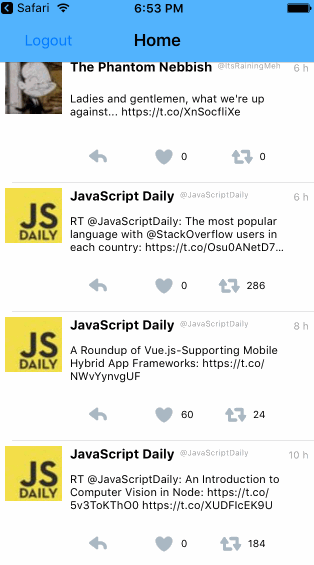 Safari 6:53 PM
Logout Home
The Phantom Nebbish @ItsRainingMeh 6 h
Ladies and gentlemen, what we're up
against... https://t.co/XnSocfliXe
0 0
JS
DAILY
JavaScript Daily @JavaScriptDaily 6 h
RT @JavaScriptDaily: The most popular
language with @StackOverflow users in
each country: https://t.co/Osu0ANetD7...
0 286
JS
DAILY
JavaScript Daily @JavaScriptDaily 8 h
A Roundup of Vue.js-Supporting Mobile
Hybrid App Frameworks: https://t.co/
NWvYynvgUF
60 24
JS
DAILY
JavaScript Daily @JavaScriptDaily 10 h
RT @JavaScriptDaily: An Introduction to
Computer Vision in Node: https://t.co/
5v3ToKThO0 https://t.co/XUDFIcEK9U
0 184